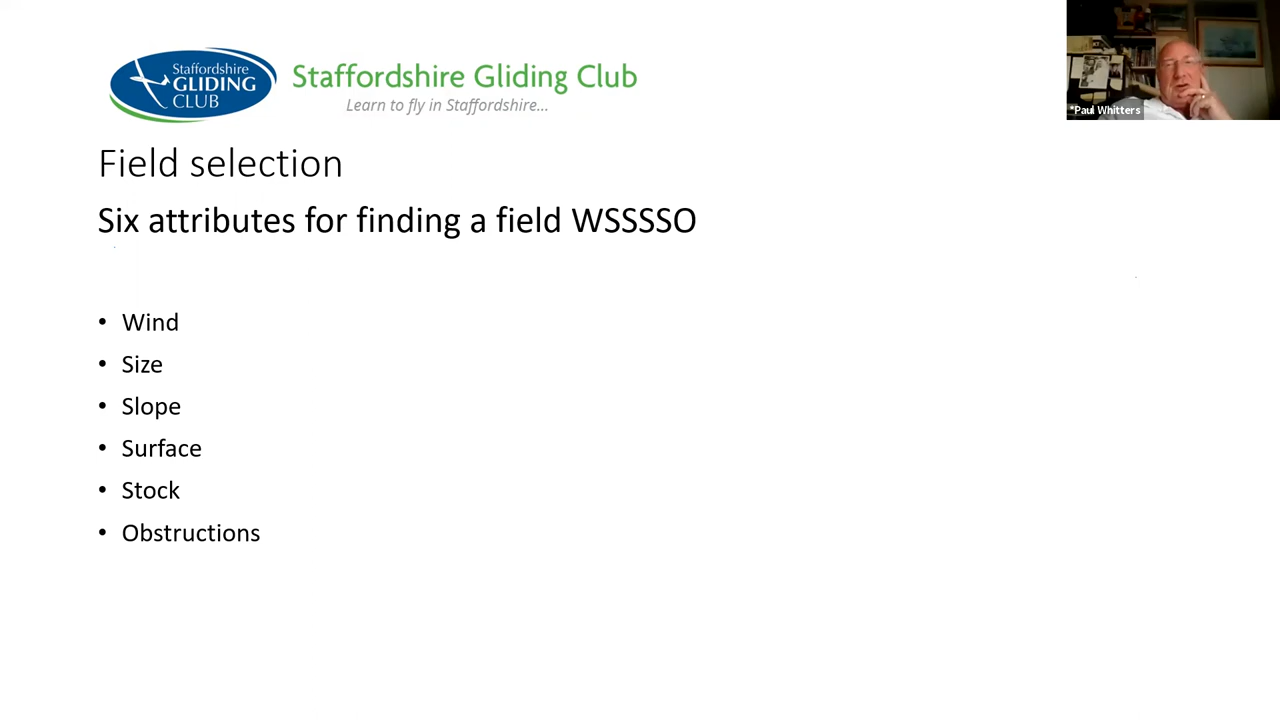 Staffordshire
GLIDING
CLUB
Staffordshire Gliding Club
Learn to fly in Staffordshire...
*Paul Whitters
Field selection
Six attributes for finding a field WSSSSO
• Wind
• Size
• Slope
• Surface
• Stock
• Obstructions